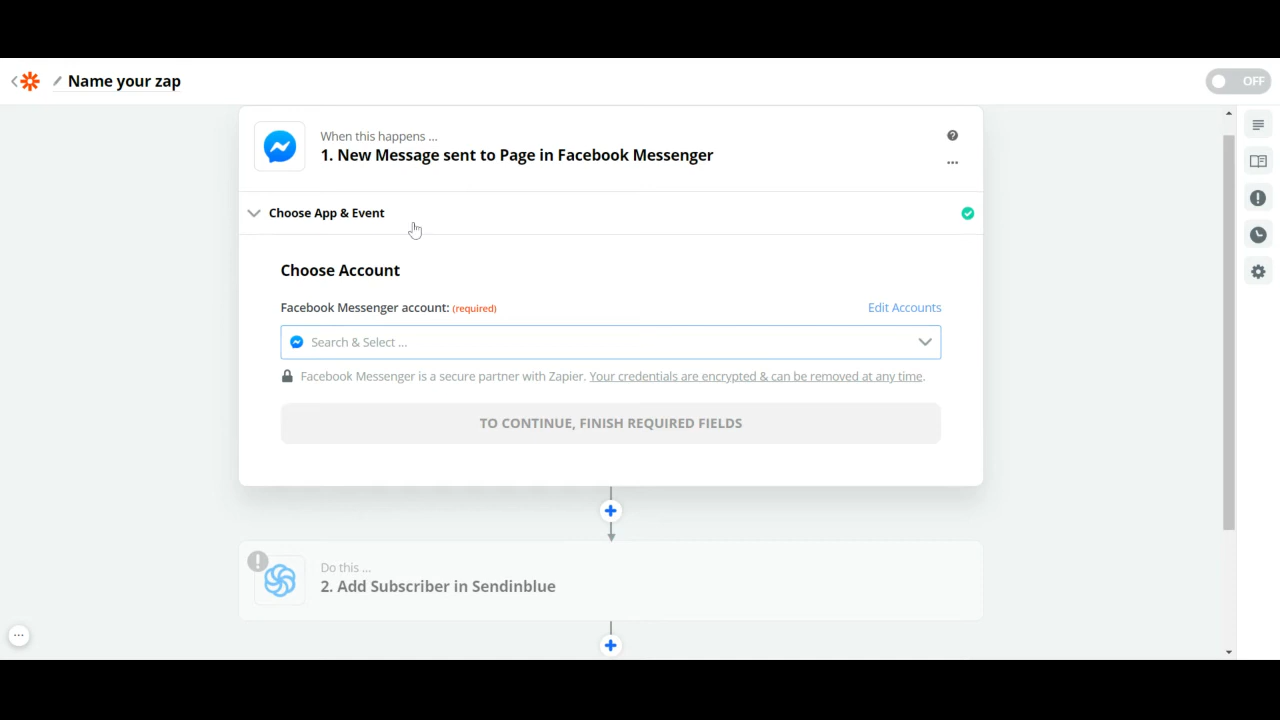 Name your zap
OFF
When this happens ...
1. New Message sent to Page in Facebook Messenger
Choose App & Event
Choose Account
Facebook Messenger account: (required)
Edit Accounts
Search & Select ...
Facebook Messenger is a secure partner with Zapier. Your credentials are encrypted & can be removed at any time.
TO CONTINUE, FINISH REQUIRED FIELDS
Do this ...
2. Add Subscriber in Sendinblue